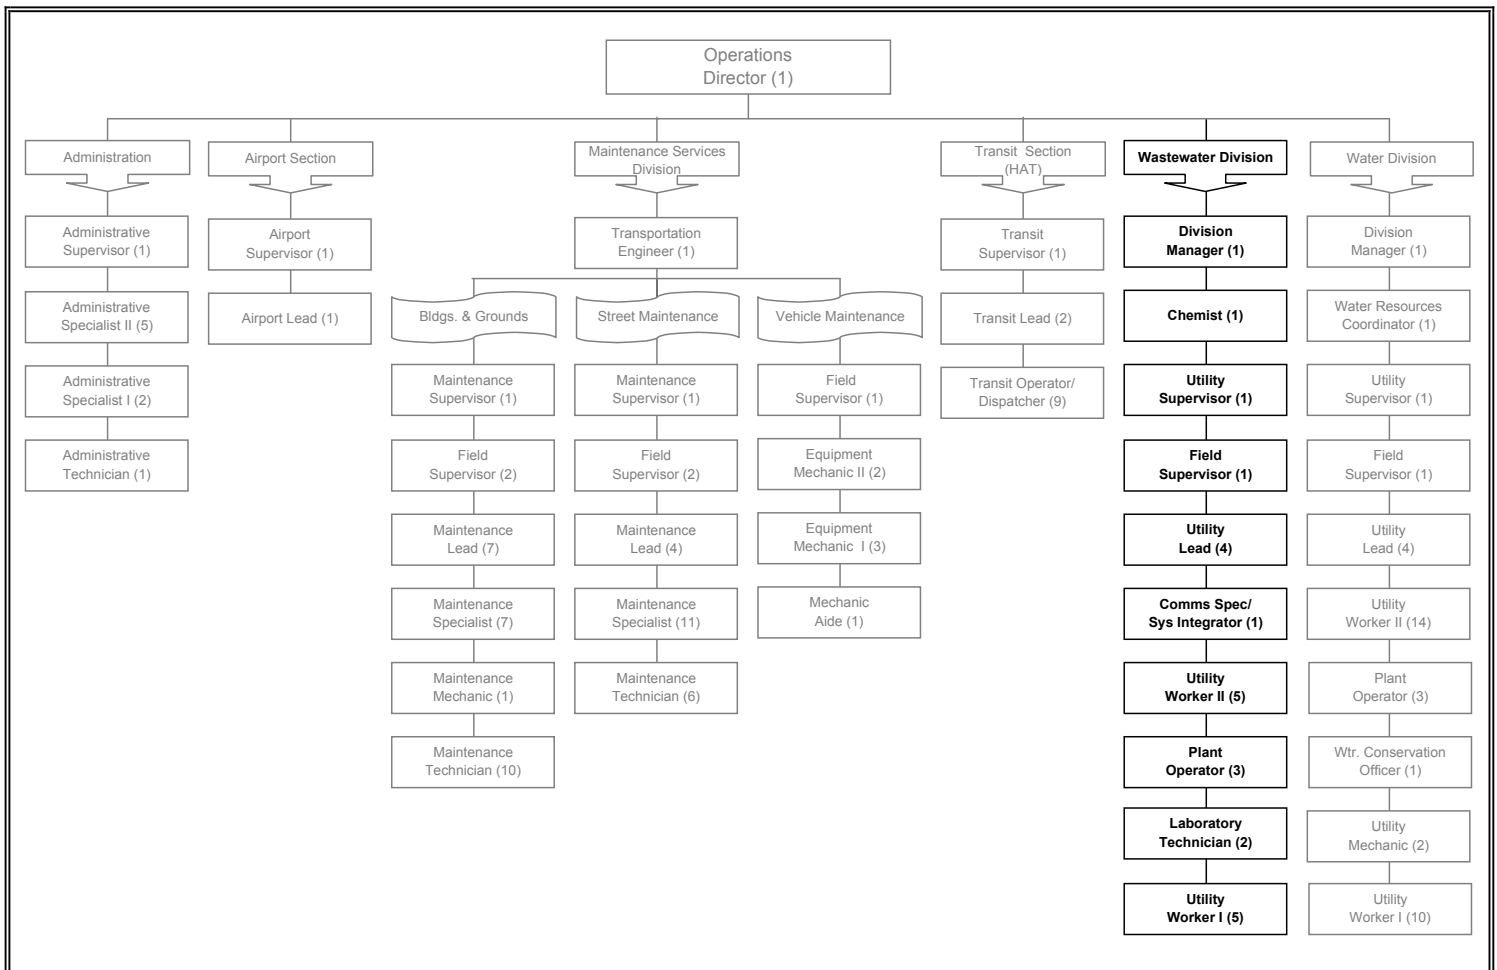 Operations
Director (1)
Administration
Airport Section
Maintenance Services
Division
Transit Section
(HAT)
Wastewater Division
Water Division
Administrative
Supervisor (1)
Airport
Supervisor (1)
Transportation
Engineer (1)
Transit
Supervisor (1)
Division
Manager (1)
Division
Manager (1)
Administrative
Specialist II (5)
Airport Lead (1)
Bldgs. & Grounds
Street Maintenance
Vehicle Maintenance
Transit Lead (2)
Chemist (1)
Water Resources
Coordinator (1)
Administrative
Specialist I (2)
Maintenance
Supervisor (1)
Maintenance
Supervisor (1)
Field
Supervisor (1)
Transit Operator/
Dispatcher (9)
Utility
Supervisor (1)
Utility
Supervisor (1)
Administrative
Technician (1)
Field
Supervisor (2)
Field
Supervisor (2)
Equipment
Mechanic II (2)
Field
Supervisor (1)
Field
Supervisor (1)
Maintenance
Lead (7)
Maintenance
Lead (4)
Equipment
Mechanic I (3)
Utility
Lead (4)
Utility
Lead (4)
Maintenance
Specialist (7)
Maintenance
Specialist (11)
Mechanic
Aide (1)
Comms Spec/
Sys Integrator (1)
Utility
Worker II (14)
Maintenance
Mechanic (1)
Maintenance
Technician (6)
Utility
Worker II (5)
Plant
Operator (3)
Maintenance
Technician (10)
Plant
Operator (3)
Wtr. Conservation
Officer (1)
Laboratory
Technician (2)
Utility
Mechanic (2)
Utility
Worker I (5)
Utility
Worker I (10)